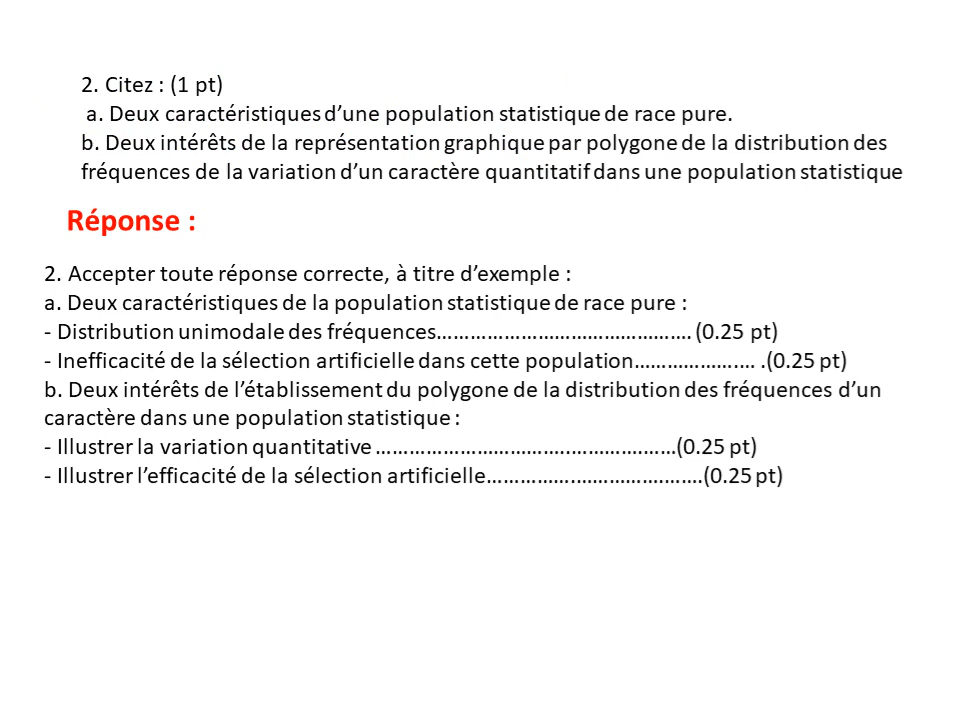 2. Citez : (1 pt)
a. Deux caractéristiques d’une population statistique de race pure.
b. Deux intérêts de la représentation graphique par polygone de la distribution des
fréquences de la variation d’un caractère quantitatif dans une population statistique
Réponse :
2. Accepter toute réponse correcte, à titre d’exemple :
a. Deux caractéristiques de la population statistique de race pure :
- Distribution unimodale des fréquences……………………………………… (0.25 pt)
- Inefficacité de la sélection artificielle dans cette population……………….… .(0.25 pt)
b. Deux intérêts de l’établissement du polygone de la distribution des fréquences d’un
caractère dans une population statistique :
- Illustrer la variation quantitative …………………………….………….……(0.25 pt)
- Illustrer l’efficacité de la sélection artificielle…………….…………….…….(0.25 pt)